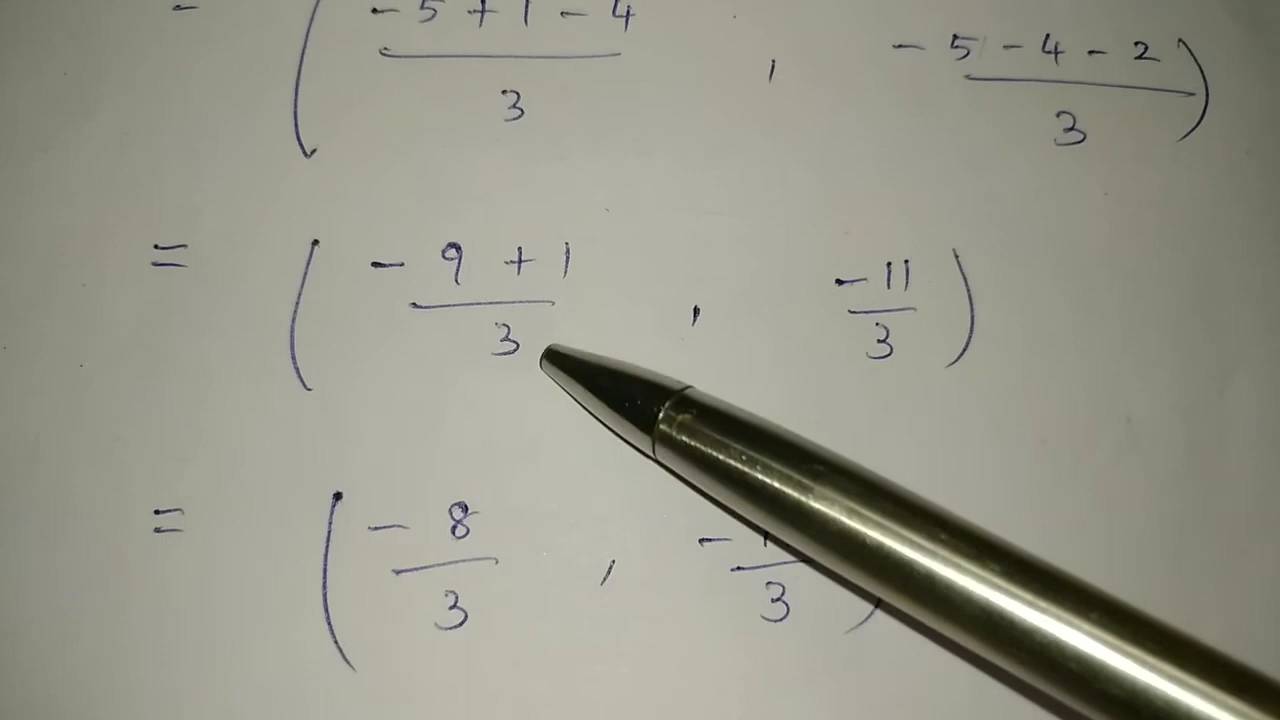 = ( -5 + 1 - 4 / 3 , -5 - 4 - 2 / 3 )
= ( -9 + 1 / 3 , -11 / 3 )
= ( -8 / 3 , - / 3 )